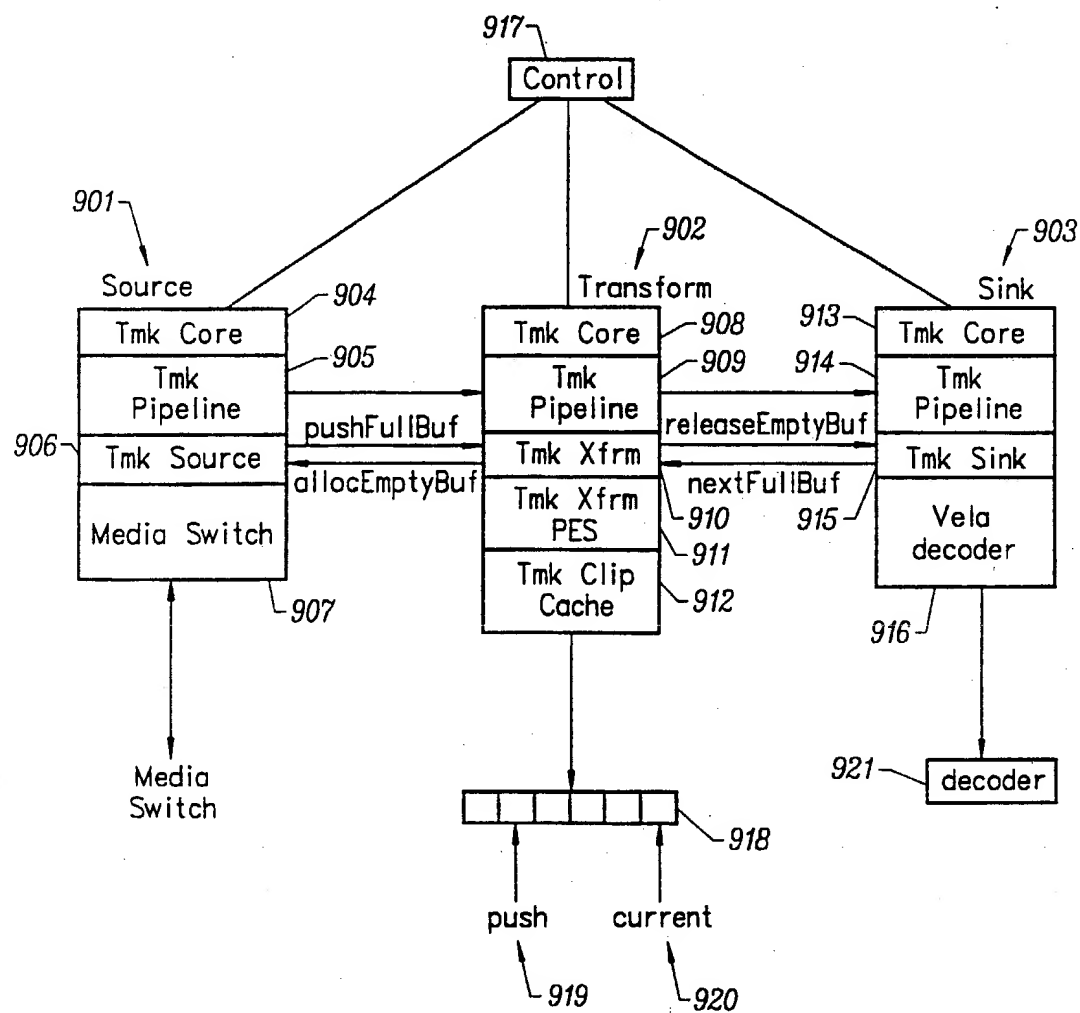 917
Control
901
902
903
Source
Transform
Sink
904
Tmk Core
Tmk Core
908
913
Tmk Core
905
Tmk
Pipeline
Tmk
Pipeline
909
914
Tmk
Pipeline
pushFullBuf
releaseEmptyBuf
906
Tmk Source
Tmk Xfrm
Tmk Sink
allocEmptyBuf
nextFullBuf
910
915
Media Switch
Tmk Xfrm
PES
911
Vela
decoder
907
Tmk Clip
Cache
912
916
Media
Switch
921
decoder
918
push
current
919
920